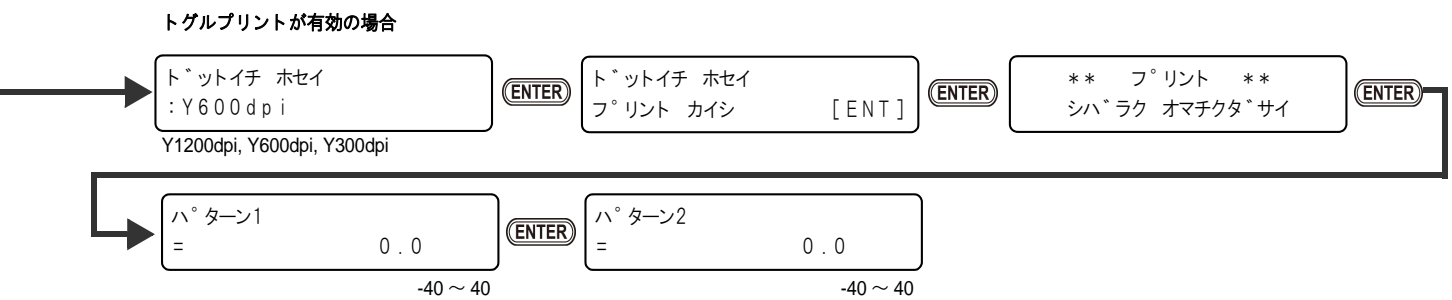 トグルプリントが有効の場合
ト゛ットイチ ホセイ
:Y600dpi
ENTER
ト゛ットイチ ホセイ
フ゜リント カイシ [ENT]
ENTER
** フ゜リント **
シハ゛ラク オマチクタ゛サイ
ENTER
Y1200dpi, Y600dpi, Y300dpi
ハ゜ターン1
= 0.0
ENTER
ハ゜ターン2
= 0.0
-40 ～ 40
-40 ～ 40